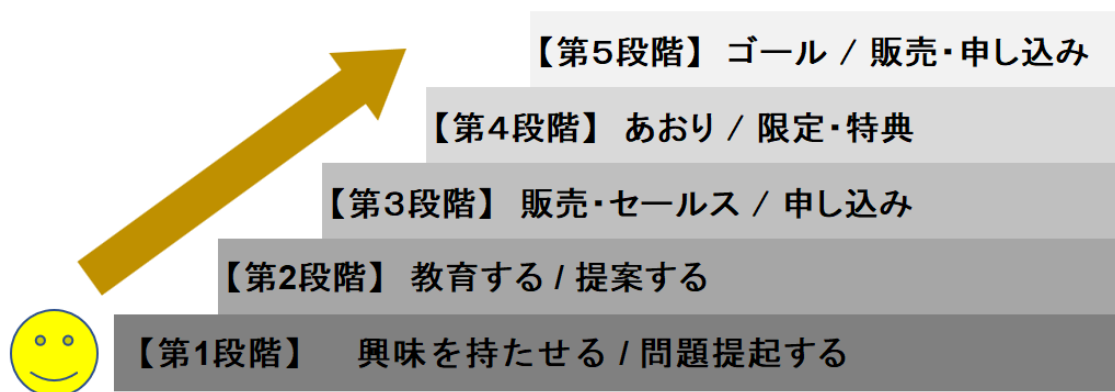 【第5段階】 ゴール / 販売・申し込み
【第4段階】 あおり / 限定・特典
【第3段階】 販売・セールス / 申し込み
【第2段階】 教育する / 提案する
【第1段階】 興味を持たせる / 問題提起する